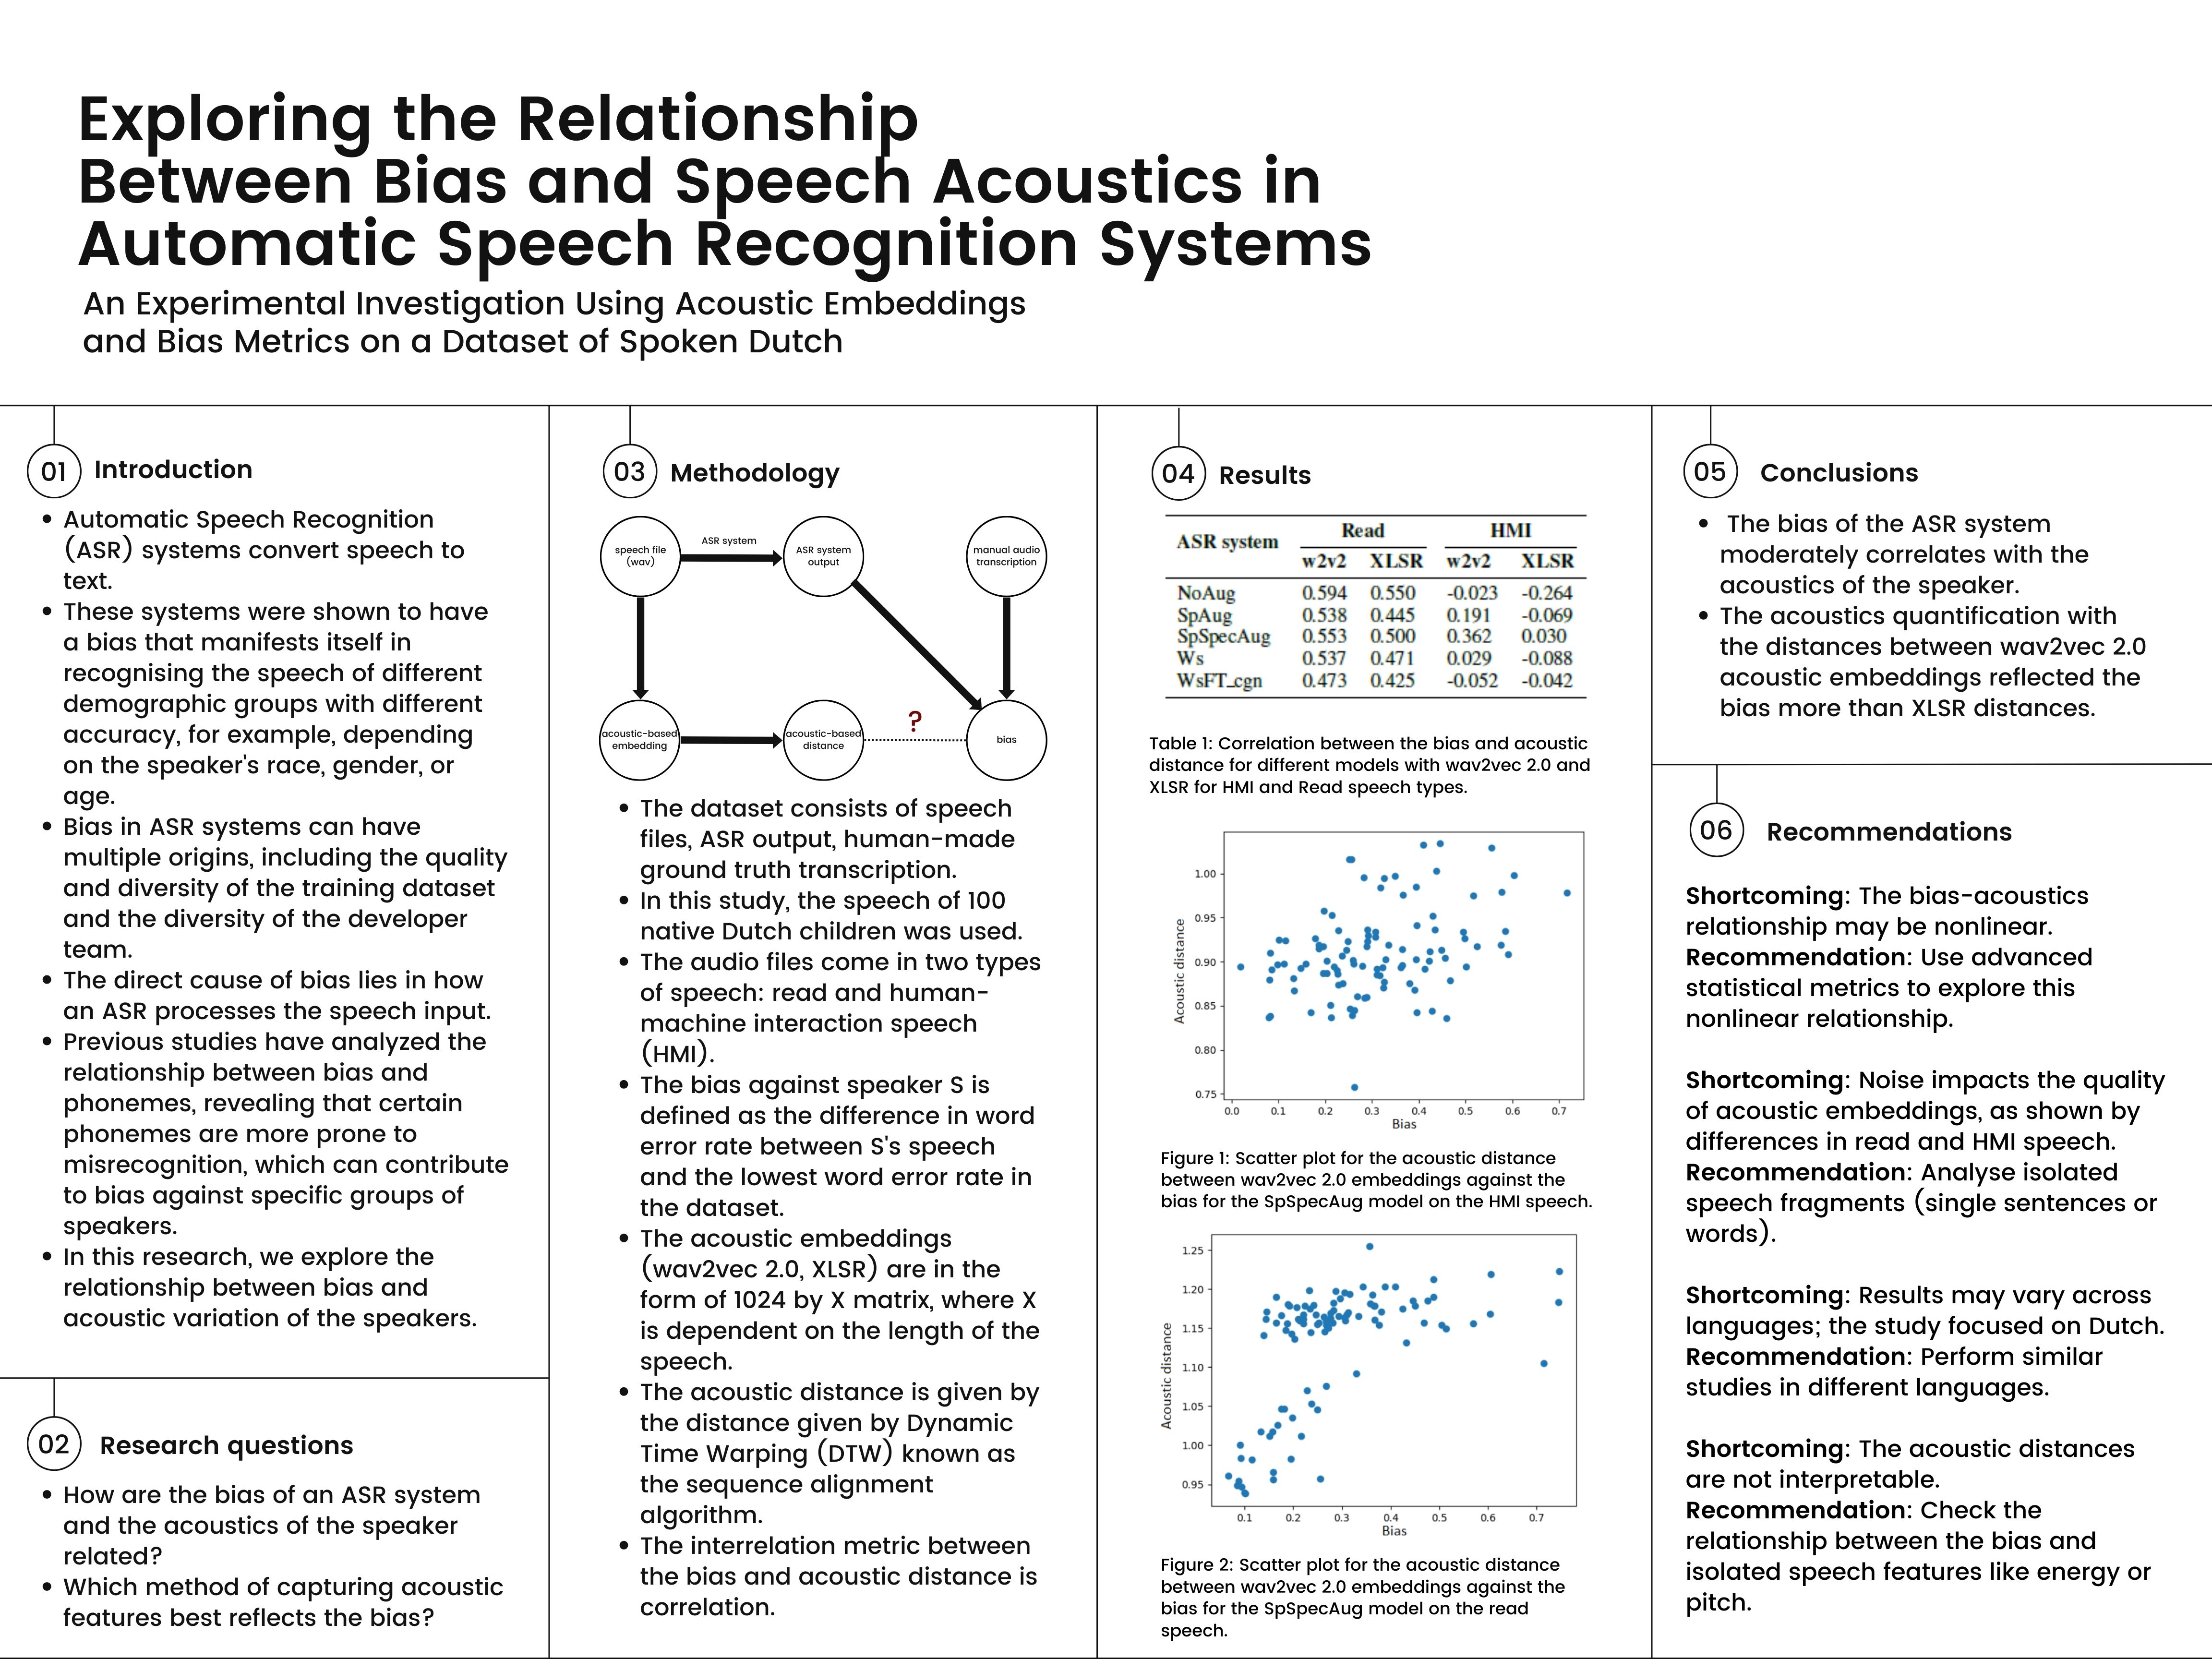 Exploring the Relationship
Between Bias and Speech Acoustics in
Automatic Speech Recognition Systems
An Experimental Investigation Using Acoustic Embeddings
and Bias Metrics on a Dataset of Spoken Dutch
01 Introduction
• Automatic Speech Recognition
(ASR) systems convert speech to
text.
• These systems were shown to have
a bias that manifests itself in
recognising the speech of different
demographic groups with different
accuracy, for example, depending
on the speaker's race, gender, or
age.
• Bias in ASR systems can have
multiple origins, including the quality
and diversity of the training dataset
and the diversity of the developer
team.
• The direct cause of bias lies in how
an ASR processes the speech input.
• Previous studies have analyzed the
relationship between bias and
phonemes, revealing that certain
phonemes are more prone to
misrecognition, which can contribute
to bias against specific groups of
speakers.
• In this research, we explore the
relationship between bias and
acoustic variation of the speakers.
02 Research questions
• How are the bias of an ASR system
and the acoustics of the speaker
related?
• Which method of capturing acoustic
features best reflects the bias?
03 Methodology
speech file
(wav)
ASR system
ASR system
output
manual audio
transcription
acoustic-based
embedding
acoustic-based
distance
?
bias
• The dataset consists of speech
files, ASR output, human-made
ground truth transcription.
• In this study, the speech of 100
native Dutch children was used.
• The audio files come in two types
of speech: read and human-
machine interaction speech
(HMI).
• The bias against speaker S is
defined as the difference in word
error rate between S's speech
and the lowest word error rate in
the dataset.
• The acoustic embeddings
(wav2vec 2.0, XLSR) are in the
form of 1024 by X matrix, where X
is dependent on the length of the
speech.
• The acoustic distance is given by
the distance given by Dynamic
Time Warping (DTW) known as
the sequence alignment
algorithm.
• The interrelation metric between
the bias and acoustic distance is
correlation.
04 Results
ASR system Read HMI
w2v2 XLSR w2v2 XLSR
NoAug 0.594 0.550 -0.023 -0.264
SpAug 0.538 0.445 0.191 -0.069
SpSpecAug 0.553 0.500 0.362 0.030
Ws 0.537 0.471 0.029 -0.088
WsFT_cgn 0.473 0.425 -0.052 -0.042
Table 1: Correlation between the bias and acoustic
distance for different models with wav2vec 2.0 and
XLSR for HMI and Read speech types.
Acoustic distance
1.00
0.95
0.90
0.85
0.80
0.75
0.0 0.1 0.2 0.3 0.4 0.5 0.6 0.7
Bias
Figure 1: Scatter plot for the acoustic distance
between wav2vec 2.0 embeddings against the
bias for the SpSpecAug model on the HMI speech.
Acoustic distance
1.25
1.20
1.15
1.10
1.05
1.00
0.95
0.1 0.2 0.3 0.4 0.5 0.6 0.7
Bias
Figure 2: Scatter plot for the acoustic distance
between wav2vec 2.0 embeddings against the
bias for the SpSpecAug model on the read
speech.
05 Conclusions
• The bias of the ASR system
moderately correlates with the
acoustics of the speaker.
• The acoustics quantification with
the distances between wav2vec 2.0
acoustic embeddings reflected the
bias more than XLSR distances.
06 Recommendations
Shortcoming: The bias-acoustics
relationship may be nonlinear.
Recommendation: Use advanced
statistical metrics to explore this
nonlinear relationship.
Shortcoming: Noise impacts the quality
of acoustic embeddings, as shown by
differences in read and HMI speech.
Recommendation: Analyse isolated
speech fragments (single sentences or
words).
Shortcoming: Results may vary across
languages; the study focused on Dutch.
Recommendation: Perform similar
studies in different languages.
Shortcoming: The acoustic distances
are not interpretable.
Recommendation: Check the
relationship between the bias and
isolated speech features like energy or
pitch.